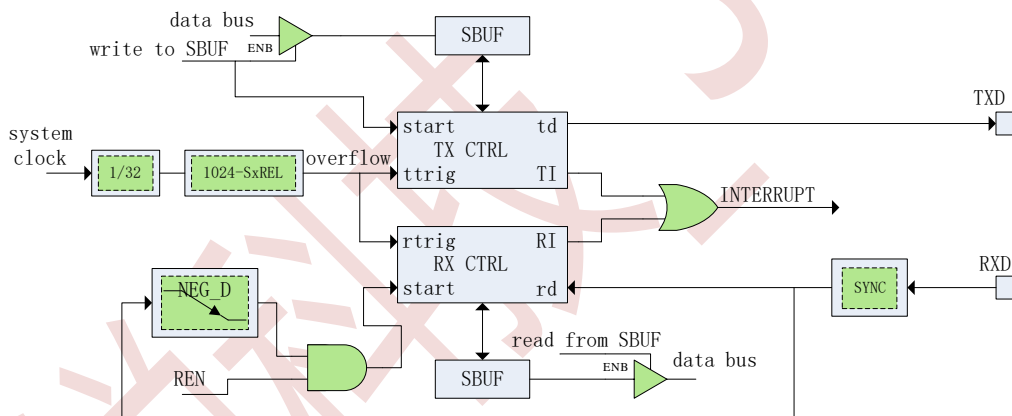 data bus
write to SBUF
ENB
SBUF
TXD
system
clock
1/32
1024-SxREL
overflow
start td
TX CTRL
ttrig TI
INTERRUPT
rtrig RI
RX CTRL
start rd
SYNC
RXD
NEG_D
REN
read from SBUF
SBUF
ENB
data bus